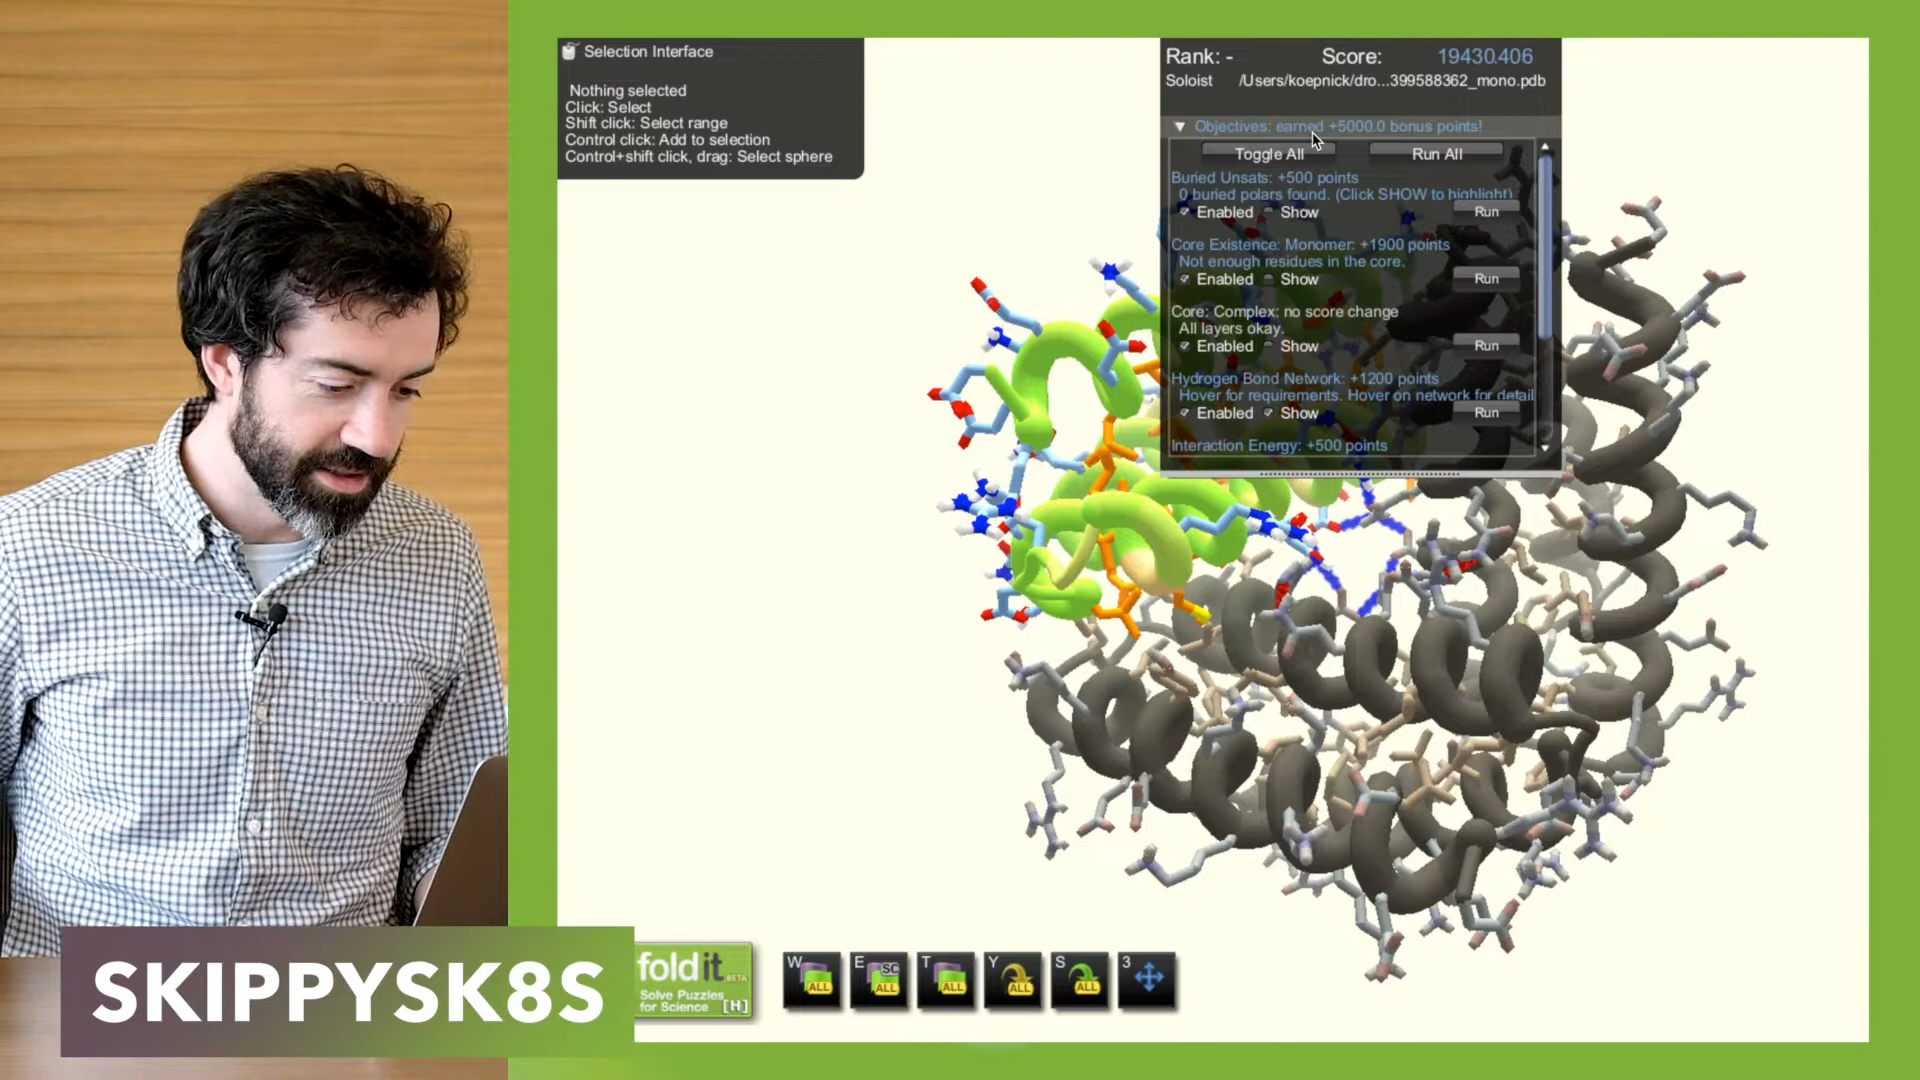 Selection Interface
Nothing selected
Click: Select
Shift click: Select range
Control click: Add to selection
Control+shift click, drag: Select sphere
Rank: - Score: 19430.406
Soloist /Users/koepnick/dro...399588362_mono.pdb
Objectives: earned +5000.0 bonus points!
Toggle All Run All
Buried Unsats: +500 points
0 buried polars found. (Click SHOW to highlight)
Enabled Show Run
Core Existence: Monomer: +1900 points
Not enough residues in the core.
Enabled Show Run
Core: Complex: no score change
All layers okay.
Enabled Show Run
Hydrogen Bond Network: +1200 points
Hover for requirements. Hover on network for detail
Enabled Show Run
Interaction Energy: +500 points
SKIPPYSK8S
foldit BETA
Solve Puzzles
for Science [H]
W ALL
E SC ALL
T ALL
Y ALL
S ALL
3